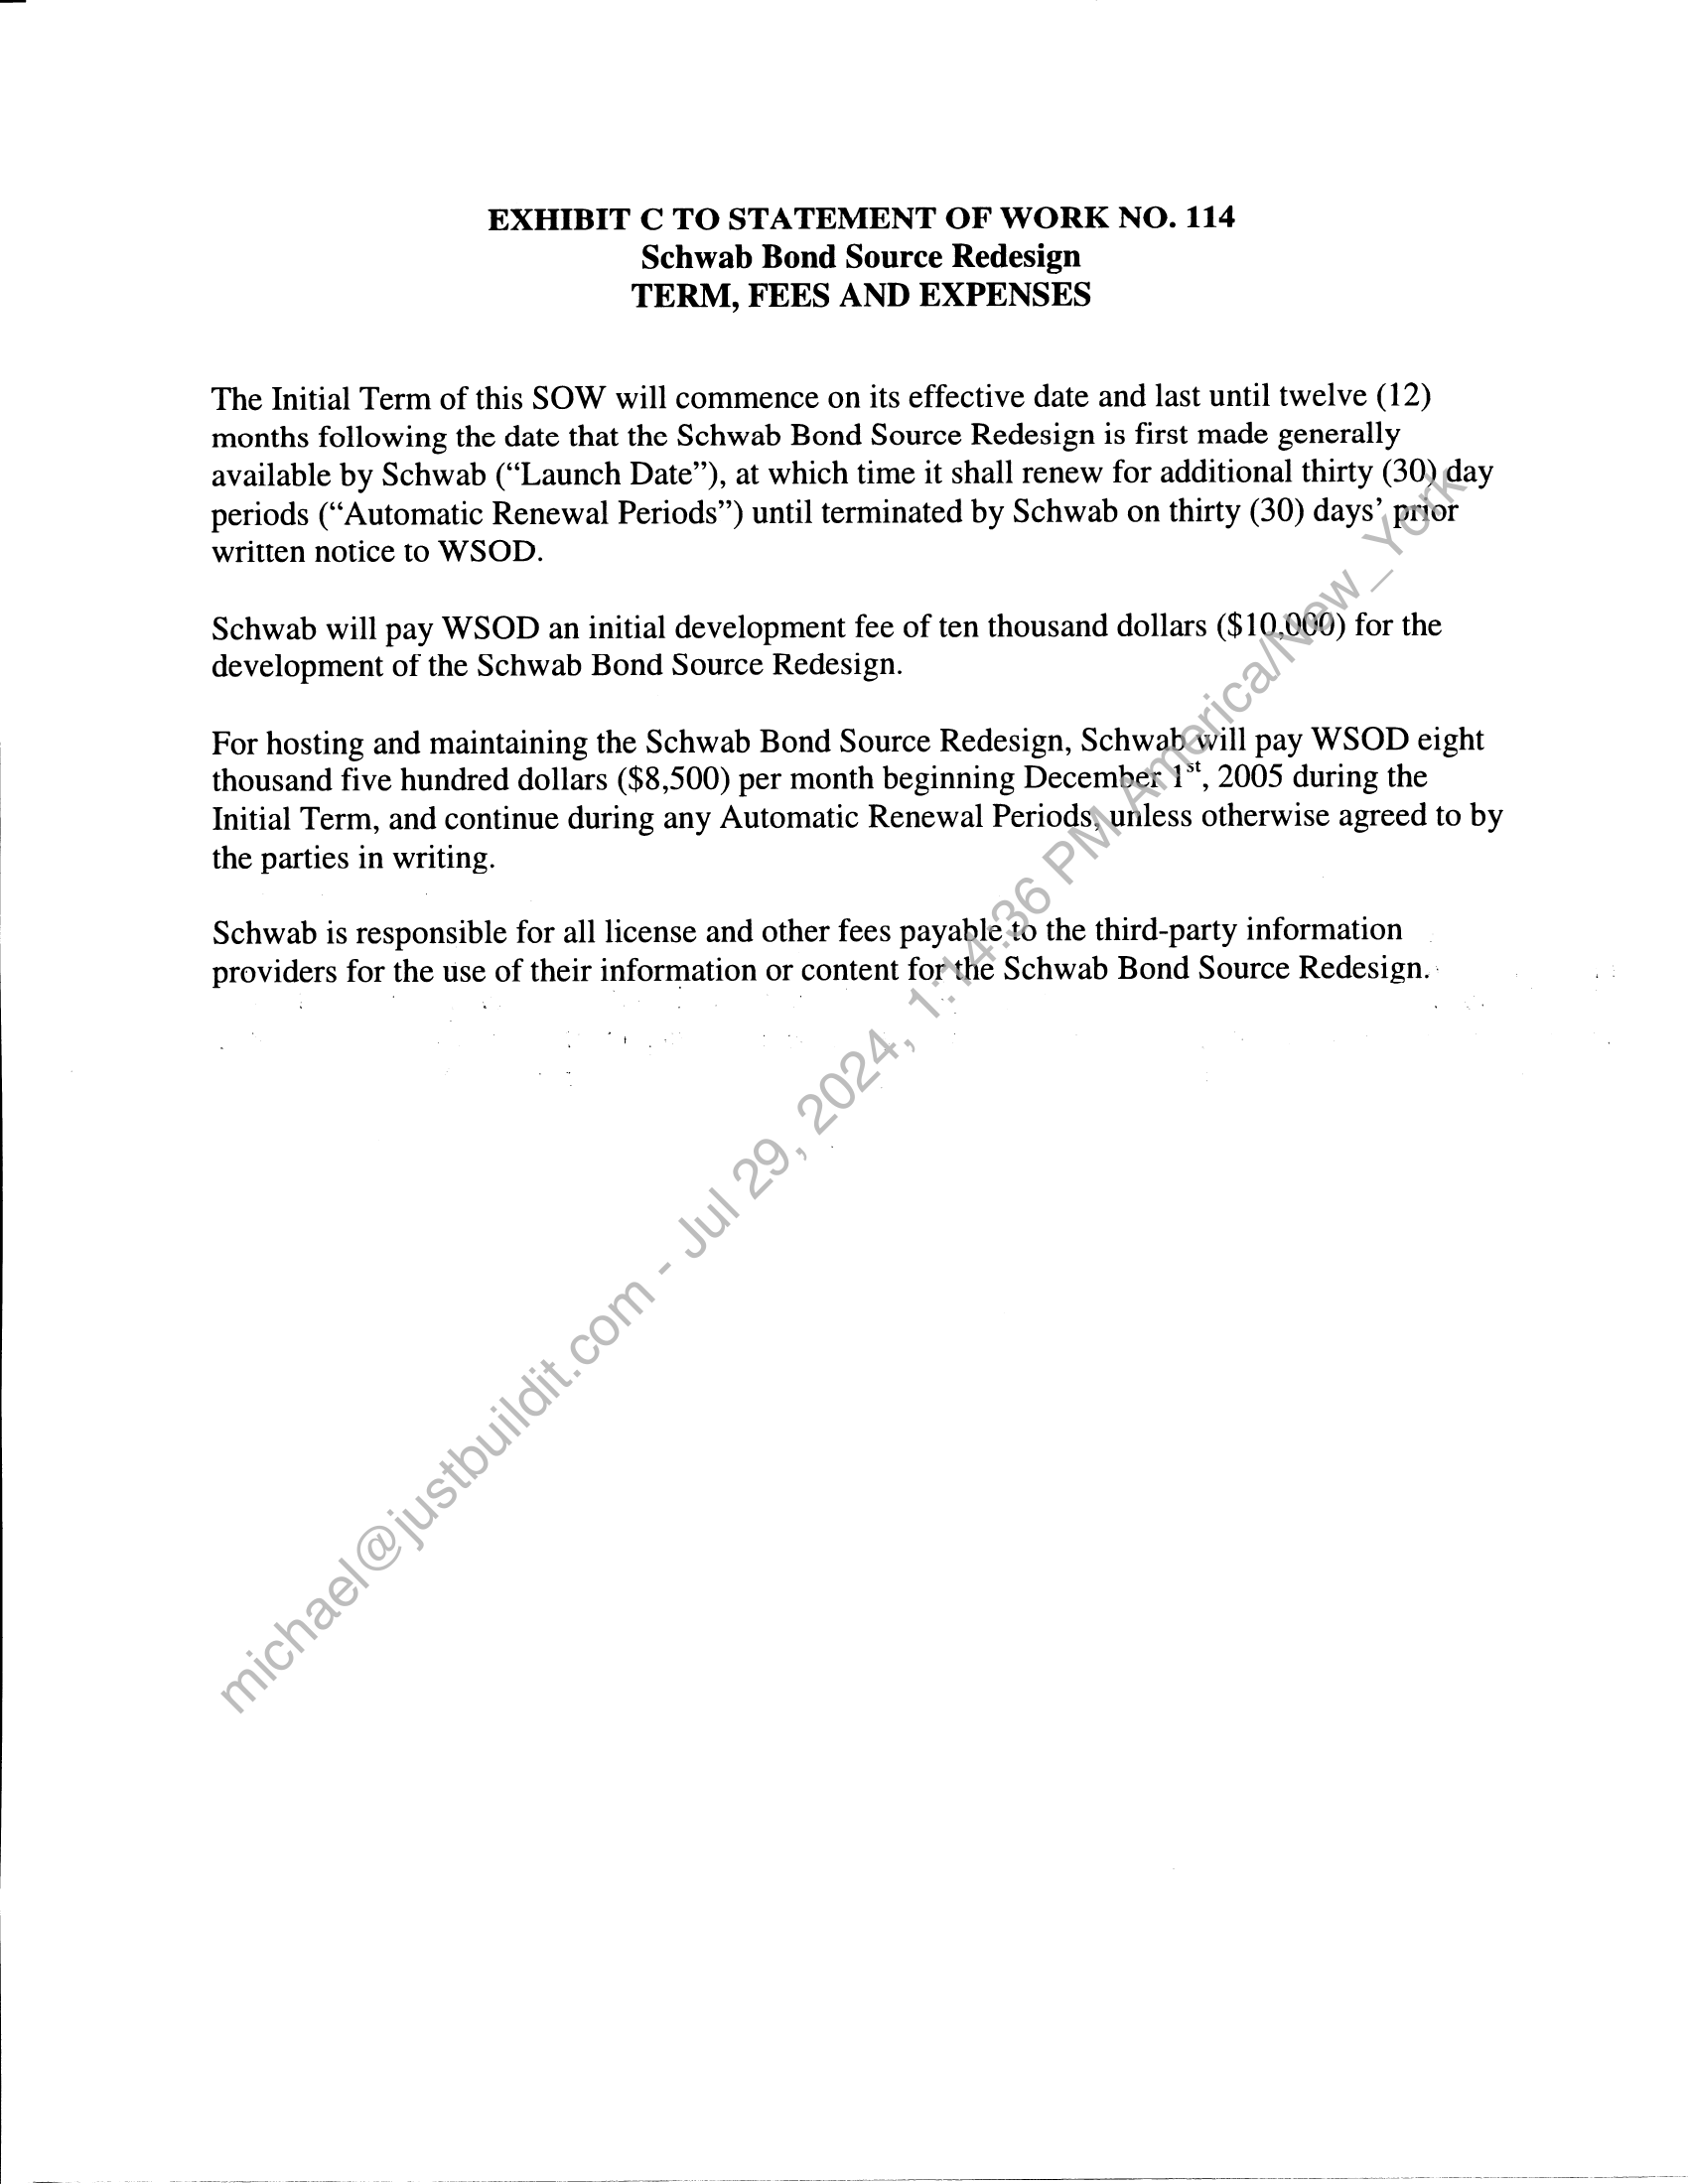 EXHIBIT C TO STATEMENT OF WORK NO. 114
Schwab Bond Source Redesign
TERM, FEES AND EXPENSES
The Initial Term of this SOW will commence on its effective date and last until twelve (12)
months following the date that the Schwab Bond Source Redesign is first made generally
available by Schwab (“Launch Date”), at which time it shall renew for additional thirty (30) day
periods (“Automatic Renewal Periods”) until terminated by Schwab on thirty (30) days’ prior
written notice to WSOD.
Schwab will pay WSOD an initial development fee of ten thousand dollars ($10,000) for the
development of the Schwab Bond Source Redesign.
For hosting and maintaining the Schwab Bond Source Redesign, Schwab will pay WSOD eight
thousand five hundred dollars ($8,500) per month beginning December 1st, 2005 during the
Initial Term, and continue during any Automatic Renewal Periods, unless otherwise agreed to by
the parties in writing.
Schwab is responsible for all license and other fees payable to the third-party information
providers for the use of their information or content for the Schwab Bond Source Redesign.
michael@justbuildit.com - Jul 29, 2024, 1:14:36 PM America/New_York